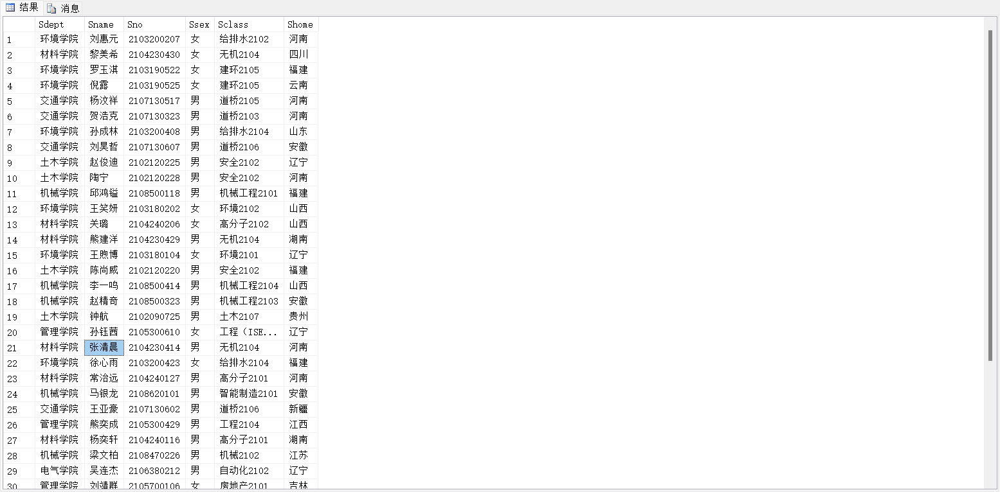 结果 消息
Sdept Sname Sno Ssex Sclass Shome
1 环境学院 刘惠元 2103200207 女 给排水2102 河南
2 材料学院 黎美希 2104230430 女 无机2104 四川
3 环境学院 罗玉淇 2103190522 女 建环2105 福建
4 环境学院 倪露 2103190525 女 建环2105 云南
5 交通学院 杨汶祥 2107130517 男 道桥2105 河南
6 交通学院 贺浩克 2107130323 男 道桥2103 河南
7 环境学院 孙成林 2103200408 男 给排水2104 山东
8 交通学院 刘昊哲 2107130607 男 道桥2106 安徽
9 土木学院 赵俊迪 2102120225 男 安全2102 辽宁
10 土木学院 陶宁 2102120228 男 安全2102 河南
11 机械学院 邱鸿镒 2108500118 男 机械工程2101 福建
12 环境学院 王笑妍 2103180202 女 环境2102 山西
13 材料学院 关璐 2104240206 女 高分子2102 山西
14 材料学院 熊建洋 2104230429 男 无机2104 湖南
15 环境学院 王煦博 2103180104 女 环境2101 辽宁
16 土木学院 陈尚威 2102120220 男 安全2102 福建
17 机械学院 李一鸣 2108500414 男 机械工程2104 山西
18 机械学院 赵精奇 2108500323 男 机械工程2103 安徽
19 土木学院 钟航 2102090725 男 土木2107 贵州
20 管理学院 孙钰茜 2105300610 女 工程（ISE... 辽宁
21 材料学院 张清晨 2104230414 男 无机2104 河南
22 环境学院 徐心雨 2103200423 女 给排水2104 福建
23 材料学院 常治远 2104240127 男 高分子2101 河南
24 机械学院 马银龙 2108620101 男 智能制造2101 安徽
25 交通学院 王亚豪 2107130602 男 道桥2106 新疆
26 管理学院 熊奕成 2105300429 男 工程2104 江西
27 材料学院 杨奕轩 2104240116 男 高分子2101 湖南
28 机械学院 梁文柏 2108470226 男 机械2102 江苏
29 电气学院 吴连杰 2106380212 男 自动化2102 辽宁
30 管理学院 刘靖群 2105700106 女 房地产2101 吉林